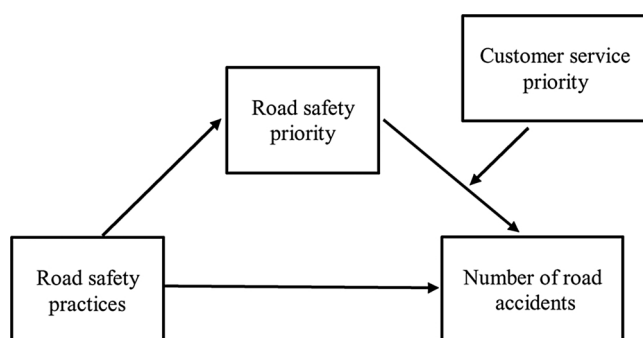 Customer service
priority
Road safety
priority
Road safety
practices
Number of road
accidents